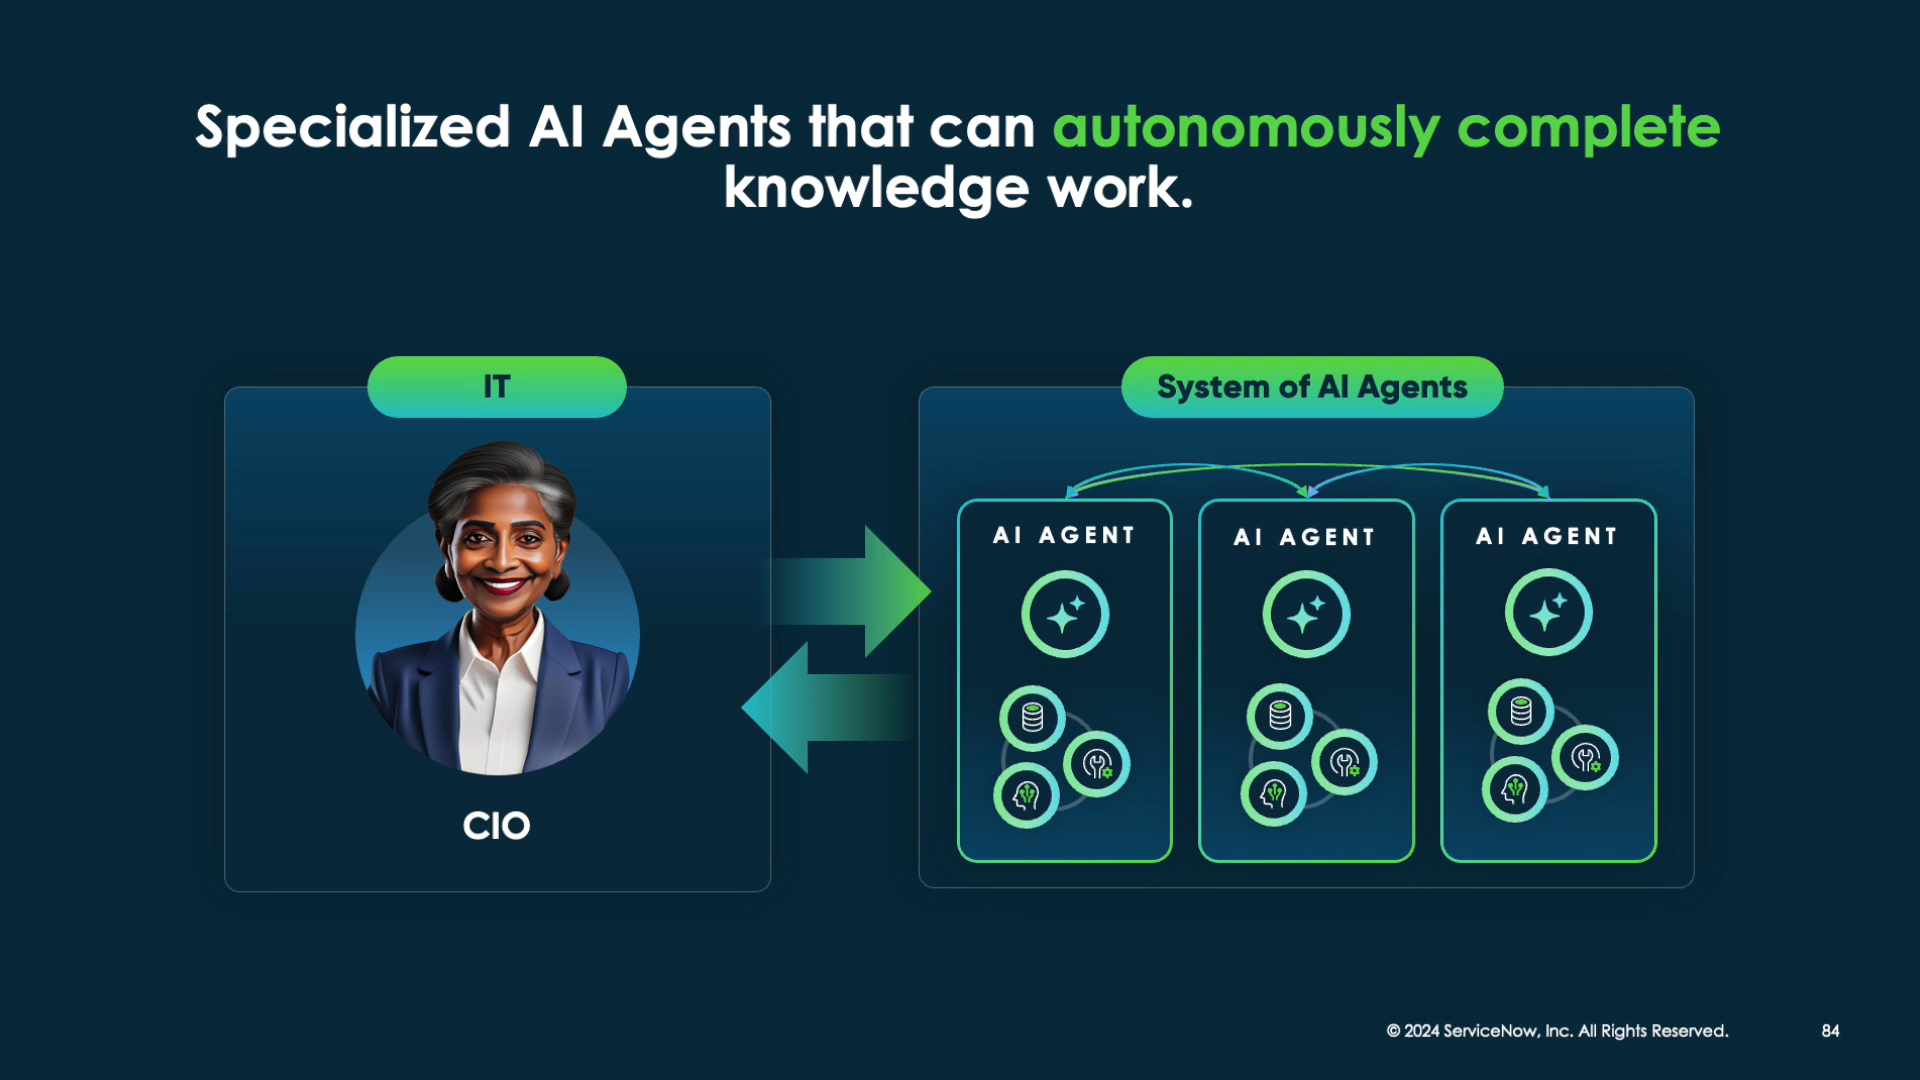 Specialized AI Agents that can autonomously complete
knowledge work.
IT
CIO
System of AI Agents
AI AGENT
AI AGENT
AI AGENT
© 2024 ServiceNow, Inc. All Rights Reserved.
84